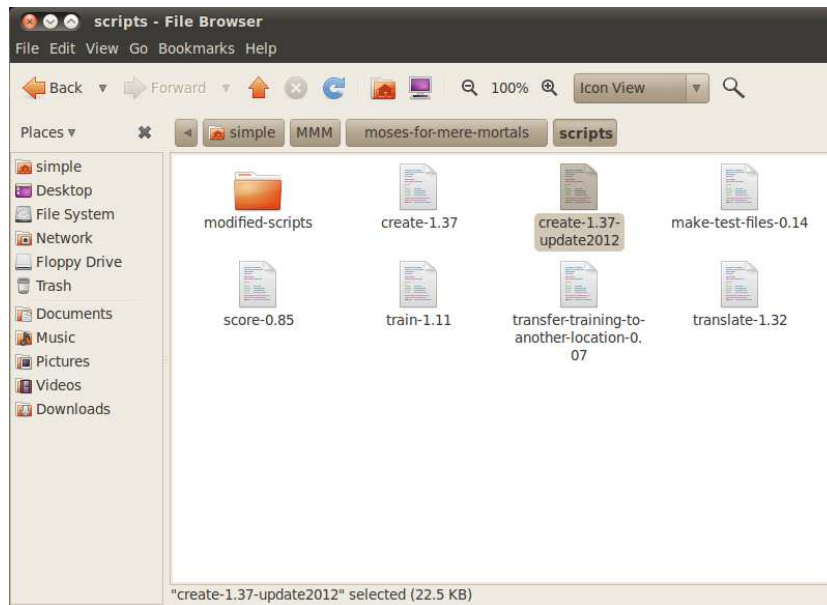 scripts - File Browser
File Edit View Go Bookmarks Help
Back Forward 100% Icon View
Places simple MMM moses-for-mere-mortals scripts
simple
Desktop
File System
Network
Floppy Drive
Trash
Documents
Music
Pictures
Videos
Downloads
modified-scripts create-1.37 create-1.37- make-test-files-0.14
update2012
score-0.85 train-1.11 transfer-training-to- translate-1.32
another-location-0.
07
"create-1.37-update2012" selected (22.5 KB)